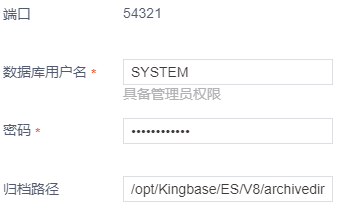 端口 54321
数据库用户名 * SYSTEM
具备管理员权限
密码 * ••••••••••••
归档路径 /opt/Kingbase/ES/V8/archivedir